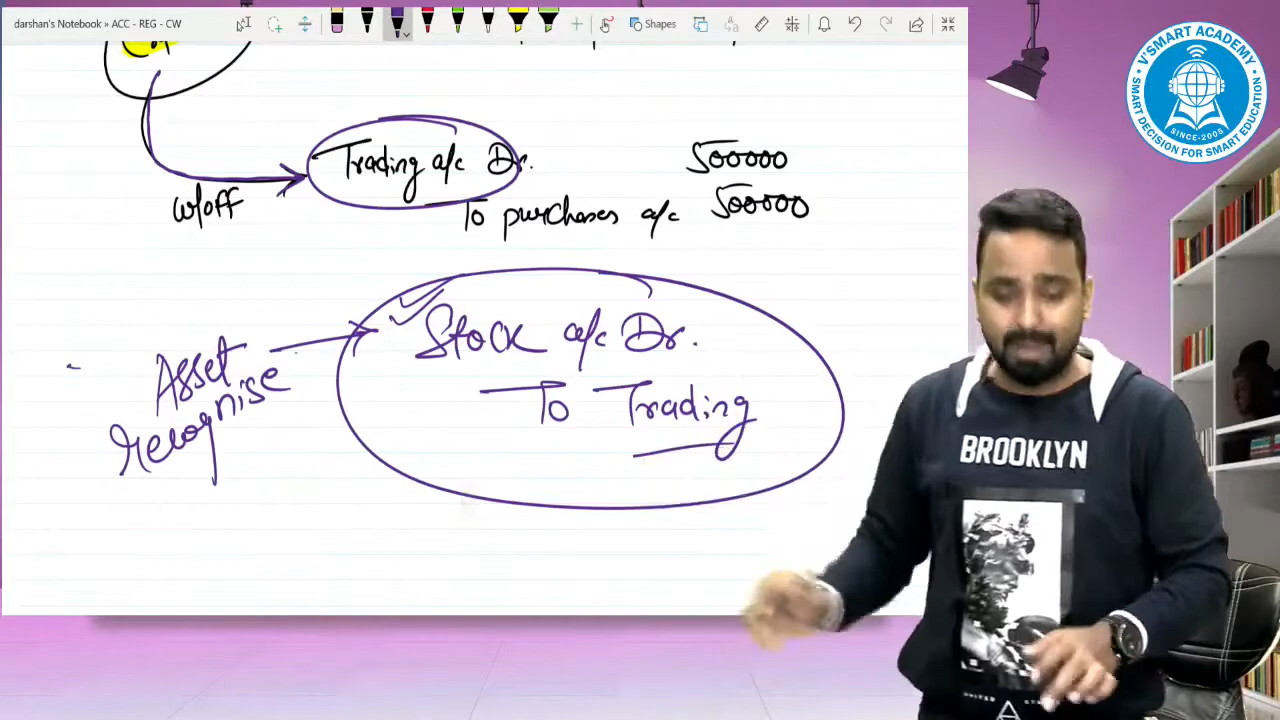 darshan's Notebook » ACC - REG - CW
Shapes
Trading a/c Dr. 500000
To purchases a/c 500000
w/off
Stock a/c Dr.
To Trading
Asset
recognise
V'SMART ACADEMY
SINCE-2005
SMART DECISION FOR SMART EDUCATION
BROOKLYN
UNITED